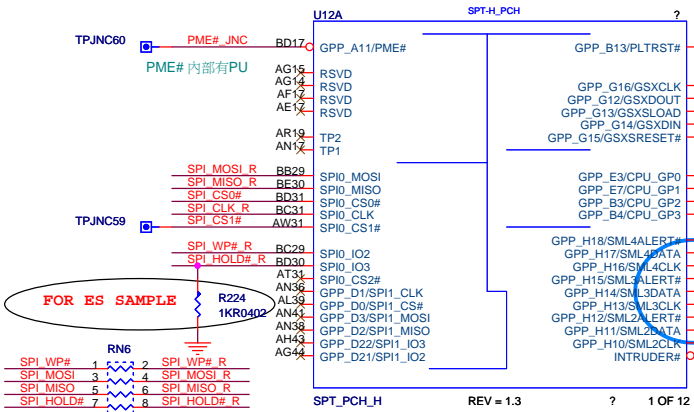 U12A
SPT-H_PCH
?
TPJNC60
PME#_JNC
BD17
GPP_A11/PME#
GPP_B13/PLTRST#
PME# 內部有PU
AG15
RSVD
AG14
RSVD
GPP_G16/GSXCLK
AF17
RSVD
GPP_G12/GSXDOUT
AE17
RSVD
GPP_G13/GSXSLOAD
GPP_G14/GSXDIN
AR19
TP2
GPP_G15/GSXSRESET#
AN17
TP1
SPI_MOSI_R
BB29
SPI0_MOSI
GPP_E3/CPU_GP0
SPI_MISO_R
BE30
SPI0_MISO
GPP_E7/CPU_GP1
SPI_CS0#
BD31
SPI0_CS0#
GPP_B3/CPU_GP2
SPI_CLK_R
BC31
SPI0_CLK
GPP_B4/CPU_GP3
TPJNC59
SPI_CS1#
AW31
SPI0_CS1#
GPP_H18/SML4ALERT#
SPI_WP#_R
BC29
SPI0_IO2
GPP_H17/SML4DATA
SPI_HOLD#_R
BD30
SPI0_IO3
GPP_H16/SML4CLK
AT31
SPI0_CS2#
GPP_H15/SML3ALERT#
AN36
GPP_D1/SPI1_CLK
GPP_H14/SML3DATA
FOR ES SAMPLE
R224
AL39
GPP_D0/SPI1_CS#
GPP_H13/SML3CLK
1KR0402
AN41
GPP_D3/SPI1_MOSI
GPP_H12/SML2ALERT#
AN38
GPP_D2/SPI1_MISO
GPP_H11/SML2DATA
AH43
GPP_D22/SPI1_IO3
GPP_H10/SML2CLK
AG44
GPP_D21/SPI1_IO2
INTRUDER#
RN6
SPI_WP# 1 2 SPI_WP#_R
SPI_MOSI 3 4 SPI_MOSI_R
SPI_MISO 5 6 SPI_MISO_R
SPI_HOLD# 7 8 SPI_HOLD#_R
SPT_PCH_H
REV = 1.3
?
1 OF 12